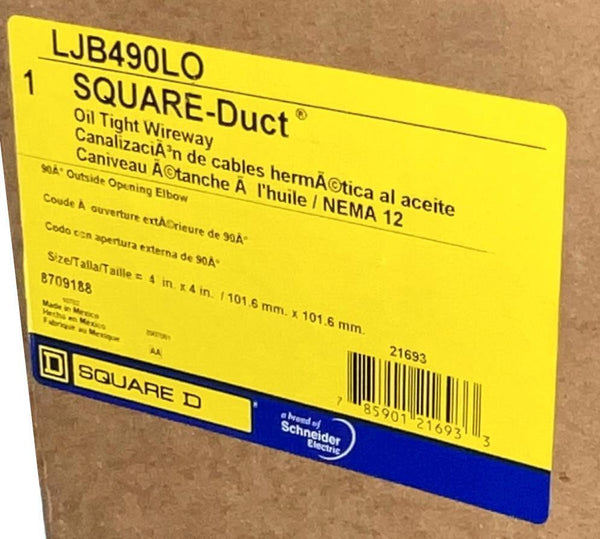 LJB490LO
1
SQUARE-Duct®
Oil Tight Wireway
CanalizaciÂ³n de cables hermÃ©tica al aceite
Caniveau Ã©tanche Ã l'huile / NEMA 12
90Â° Outside Opening Elbow
Coude Ã ouverture extÃ©rieure de 90Â°
Codo con apertura externa de 90Â°
Size/Talla/Taille = 4 in. x 4 in. / 101.6 mm. x 101.6 mm.
8709188
Made in Mexico
Hecho en México
Fabriqué au Mexique
AA
21693
7 85901 21693 3
D SQUARE D
a brand of
Schneider
Electric